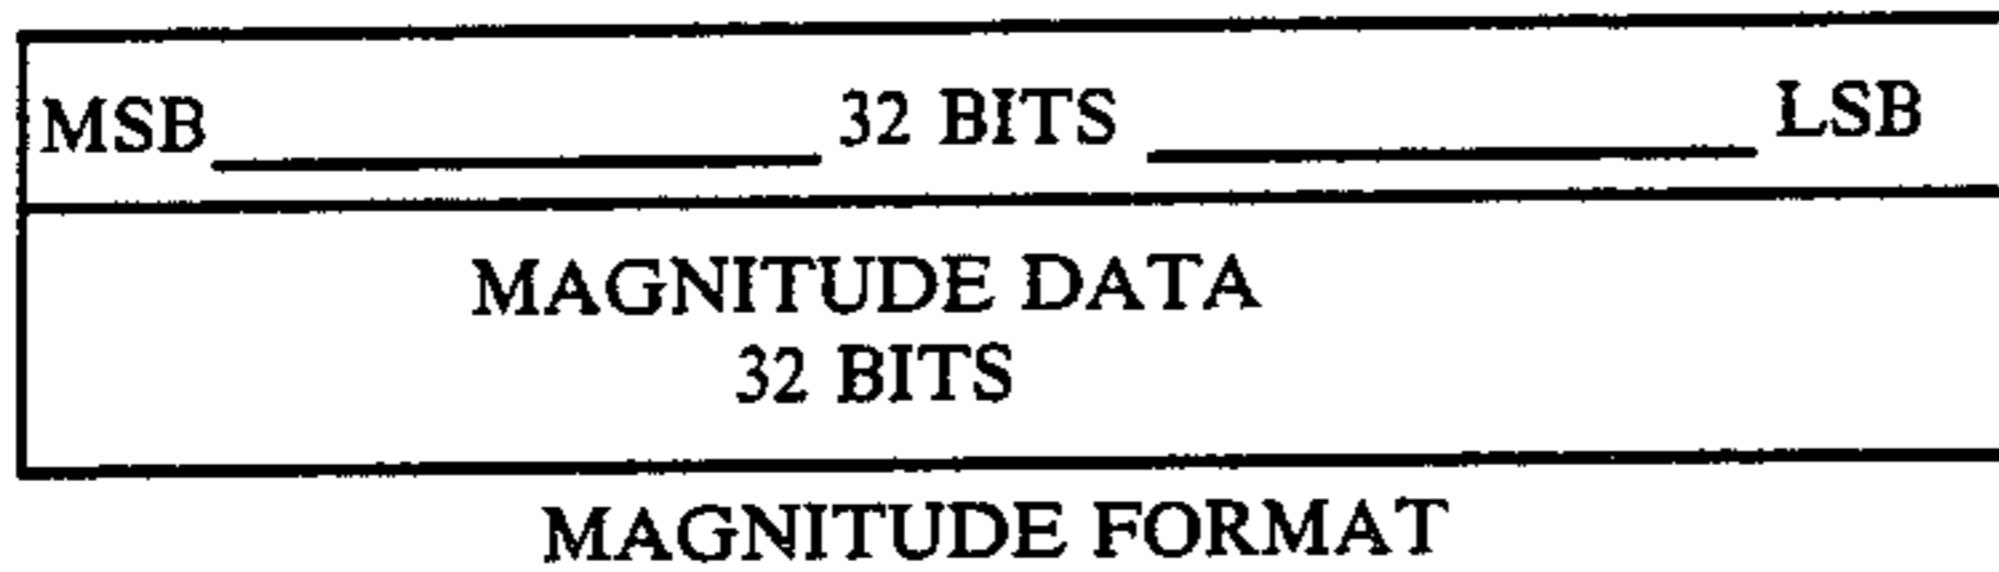 MSB 32 BITS LSB
MAGNITUDE DATA
32 BITS
MAGNITUDE FORMAT